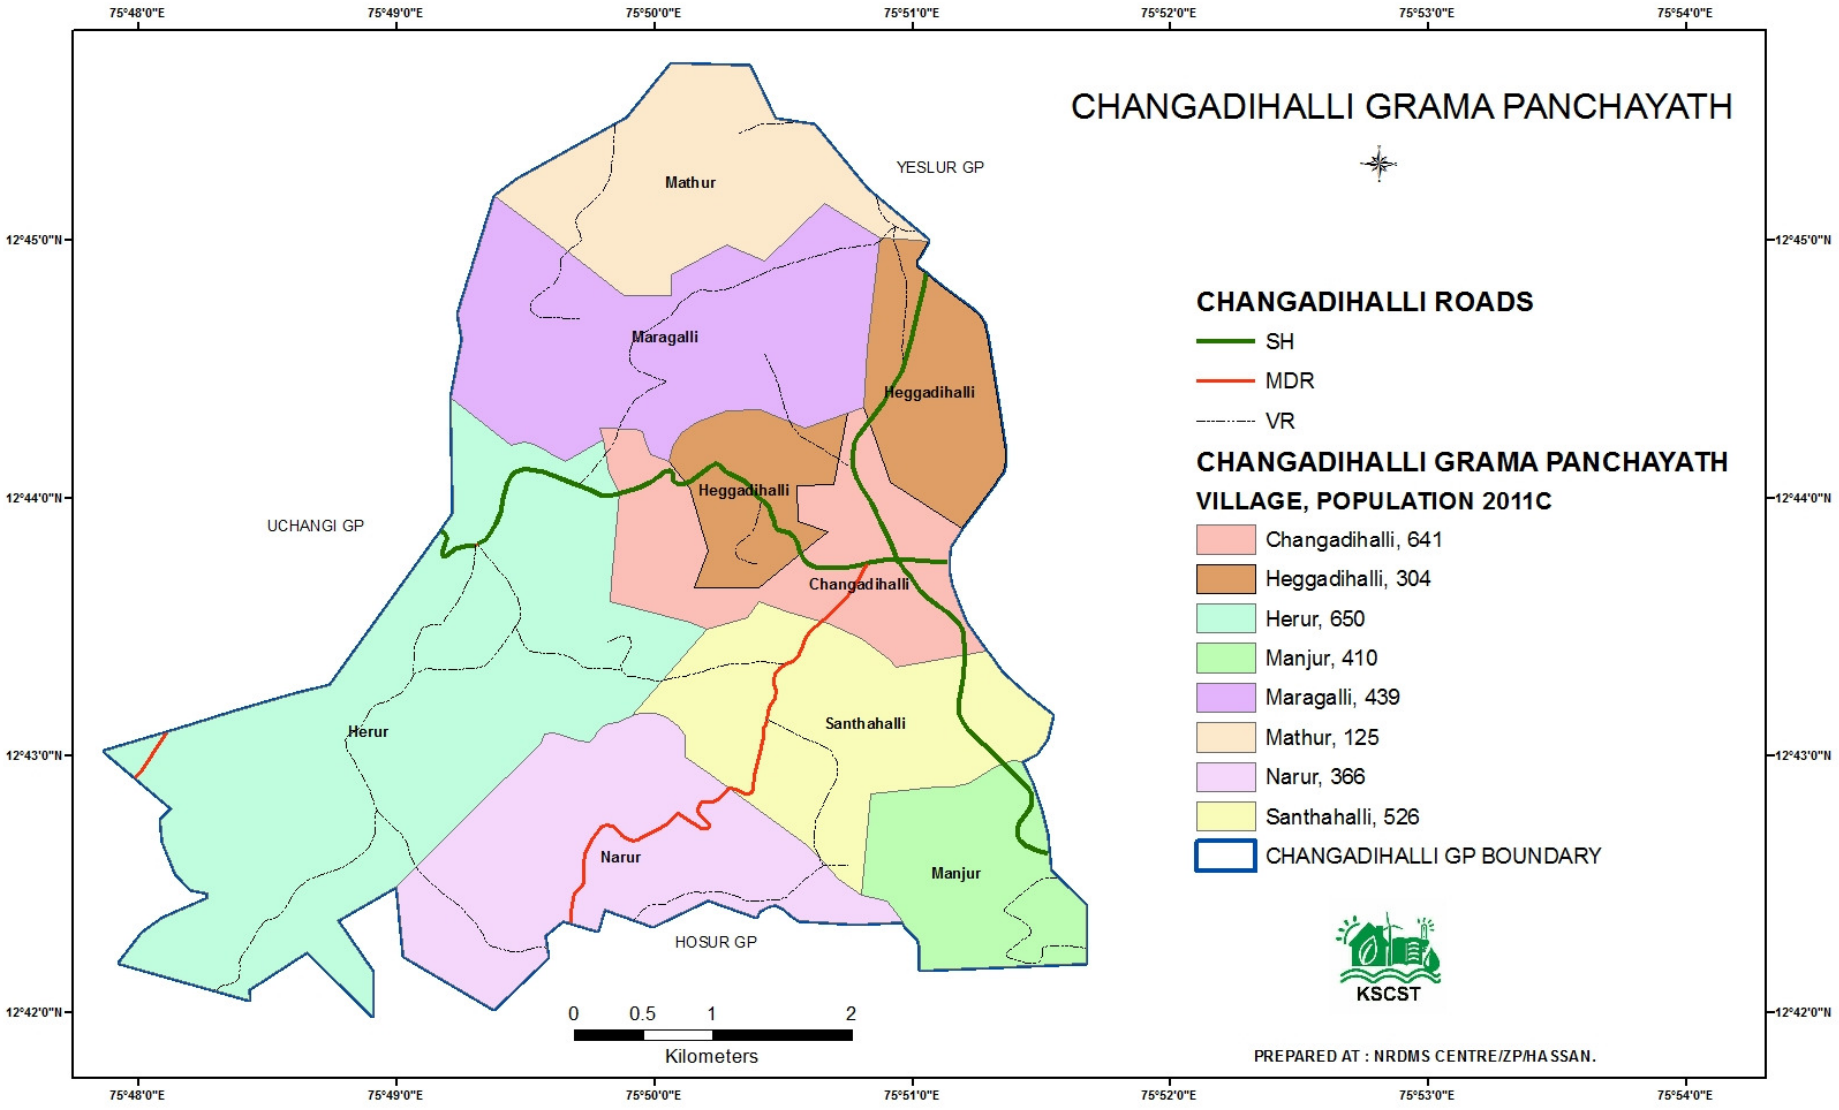 75°48'0"E 75°49'0"E 75°50'0"E 75°51'0"E 75°52'0"E 75°53'0"E 75°54'0"E
CHANGADIHALLI GRAMA PANCHAYATH
YESLUR GP
Mathur
12°45'0"N 12°45'0"N
CHANGADIHALLI ROADS
SH
MDR
VR
Maragalli
Heggadihalli
CHANGADIHALLI GRAMA PANCHAYATH
VILLAGE, POPULATION 2011C
Heggadihalli
12°44'0"N 12°44'0"N
UCHANGI GP
Changadihalli, 641
Heggadihalli, 304
Herur, 650
Manjur, 410
Maragalli, 439
Mathur, 125
Narur, 366
Santhahalli, 526
CHANGADIHALLI GP BOUNDARY
Changadihalli
Santhahalli
Herur
12°43'0"N 12°43'0"N
Narur
Manjur
HOSUR GP
KSCST
12°42'0"N 12°42'0"N
0 0.5 1 2
Kilometers
PREPARED AT : NRDMS CENTRE/ZP/HASSAN.
75°48'0"E 75°49'0"E 75°50'0"E 75°51'0"E 75°52'0"E 75°53'0"E 75°54'0"E